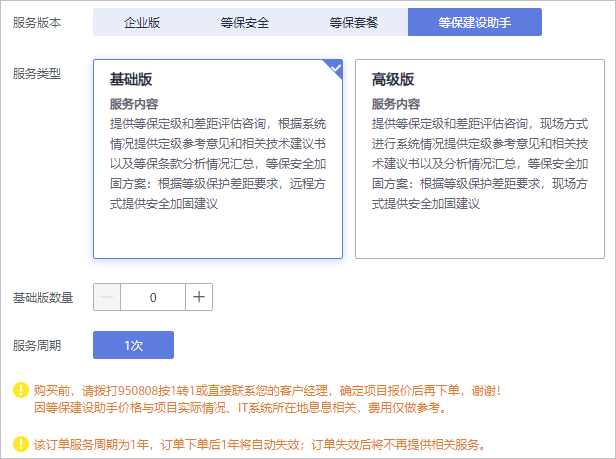 服务版本 企业版 等保安全 等保套餐 等保建设助手
服务类型
基础版
服务内容
提供等保定级和差距评估咨询，根据系统
情况提供定级参考意见和相关技术建议书
以及等保条款分析情况汇总，等保安全加
固方案：根据等级保护差距要求，远程方
式提供安全加固建议
高级版
服务内容
提供等保定级和差距评估咨询，现场方式
进行系统情况提供定级参考意见和相关技
术建议书以及分析情况汇总，等保安全加
固方案：根据等级保护差距要求，现场方
式提供安全加固建议
基础版数量 — 0 +
服务周期 1次
购买前，请拨打950808按1转1或直接联系您的客户经理，确定项目报价后再下单，谢谢！
因等保建设助手价格与项目实际情况、IT系统所在地息息相关，费用仅做参考。
该订单服务周期为1年，订单下单后1年将自动失效；订单失效后将不再提供相关服务。